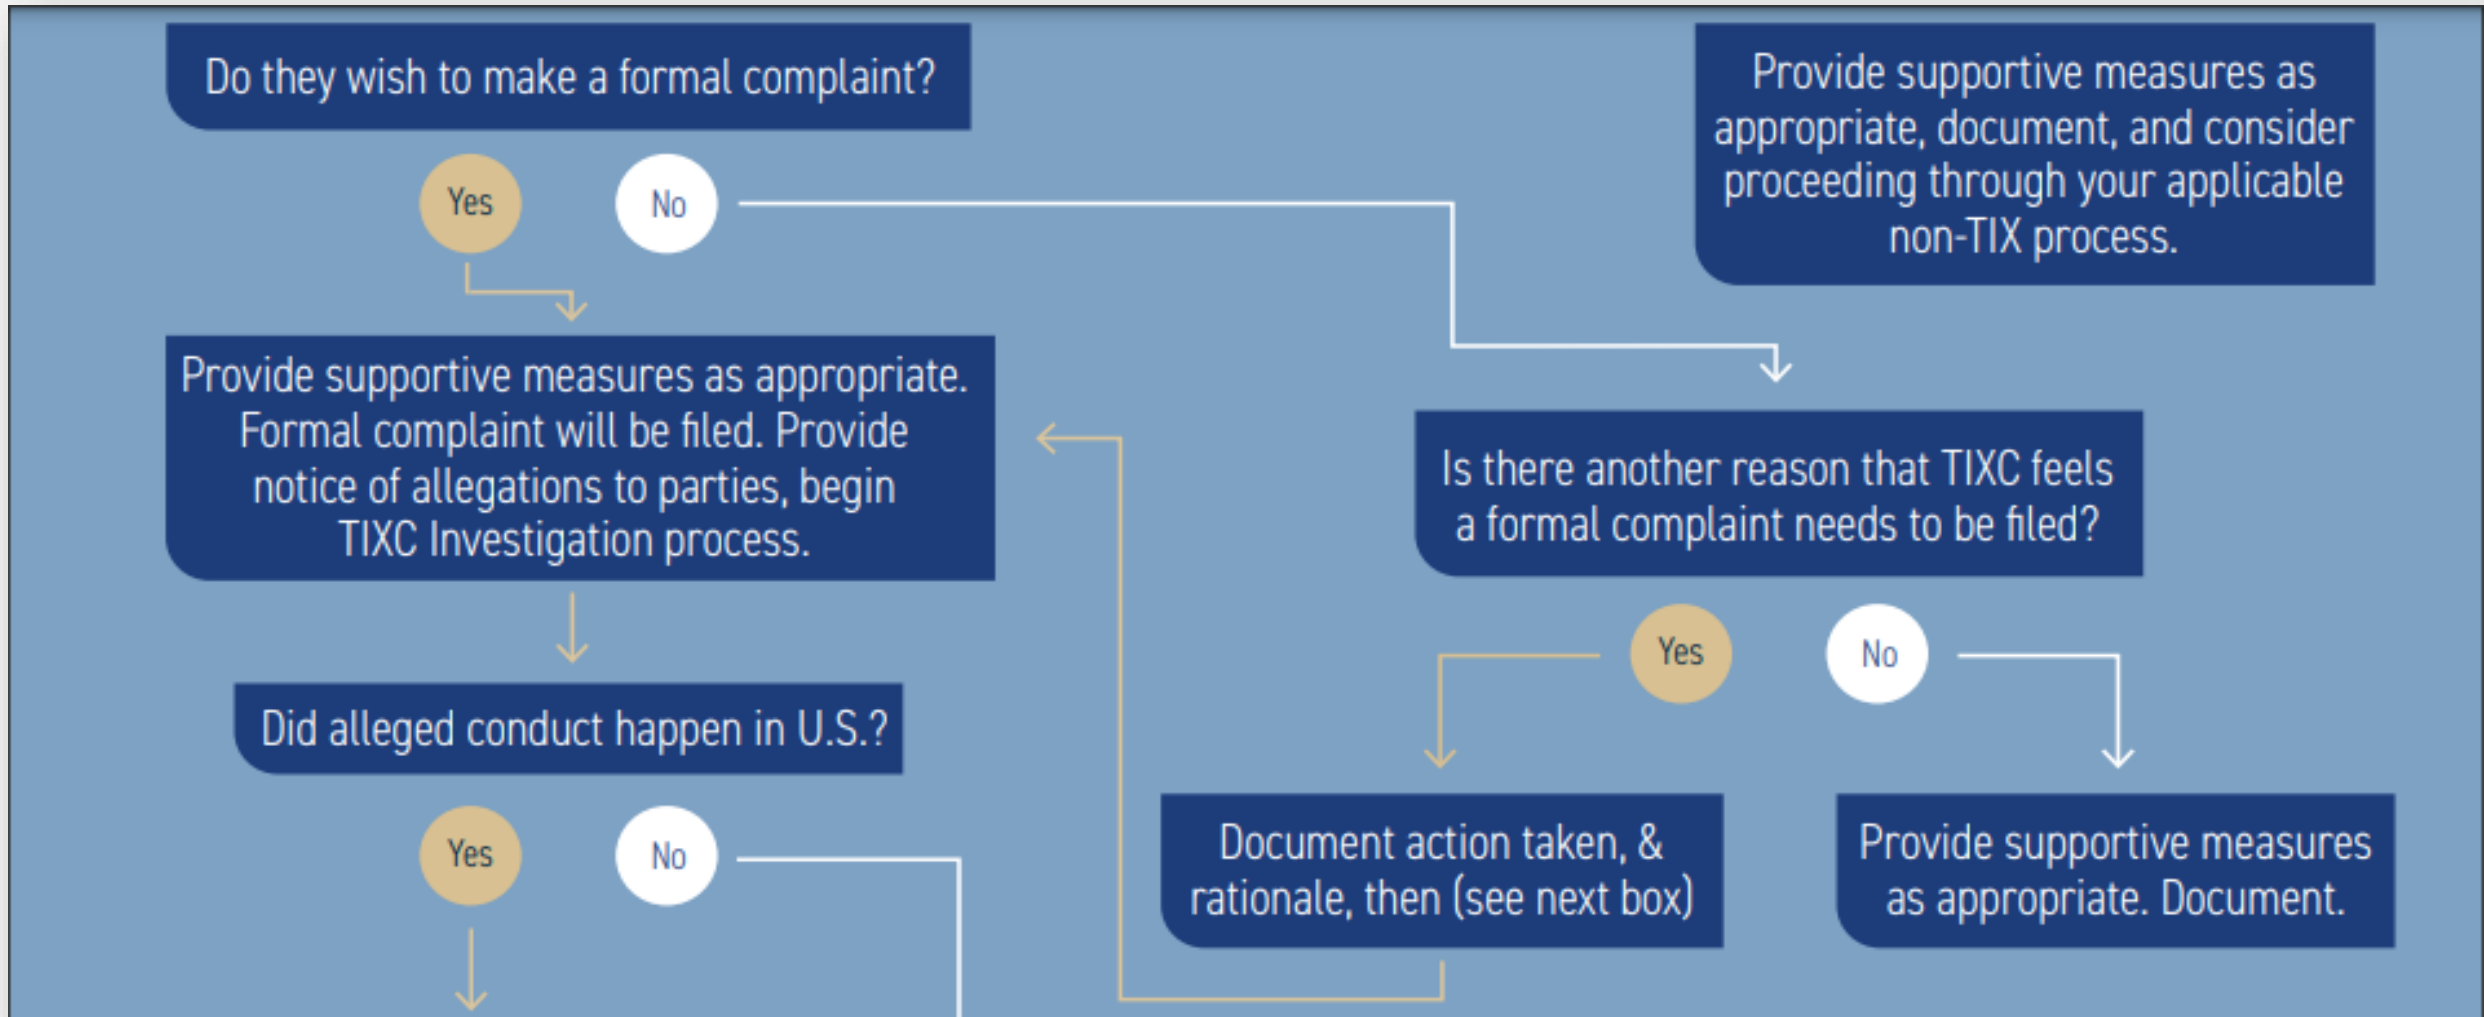 Do they wish to make a formal complaint?
Yes
No
Provide supportive measures as
appropriate, document, and consider
proceeding through your applicable
non-TIX process.
Provide supportive measures as appropriate.
Formal complaint will be filed. Provide
notice of allegations to parties, begin
TIXC Investigation process.
Is there another reason that TIXC feels
a formal complaint needs to be filed?
Yes
No
Did alleged conduct happen in U.S.?
Yes
No
Document action taken, &
rationale, then (see next box)
Provide supportive measures
as appropriate. Document.